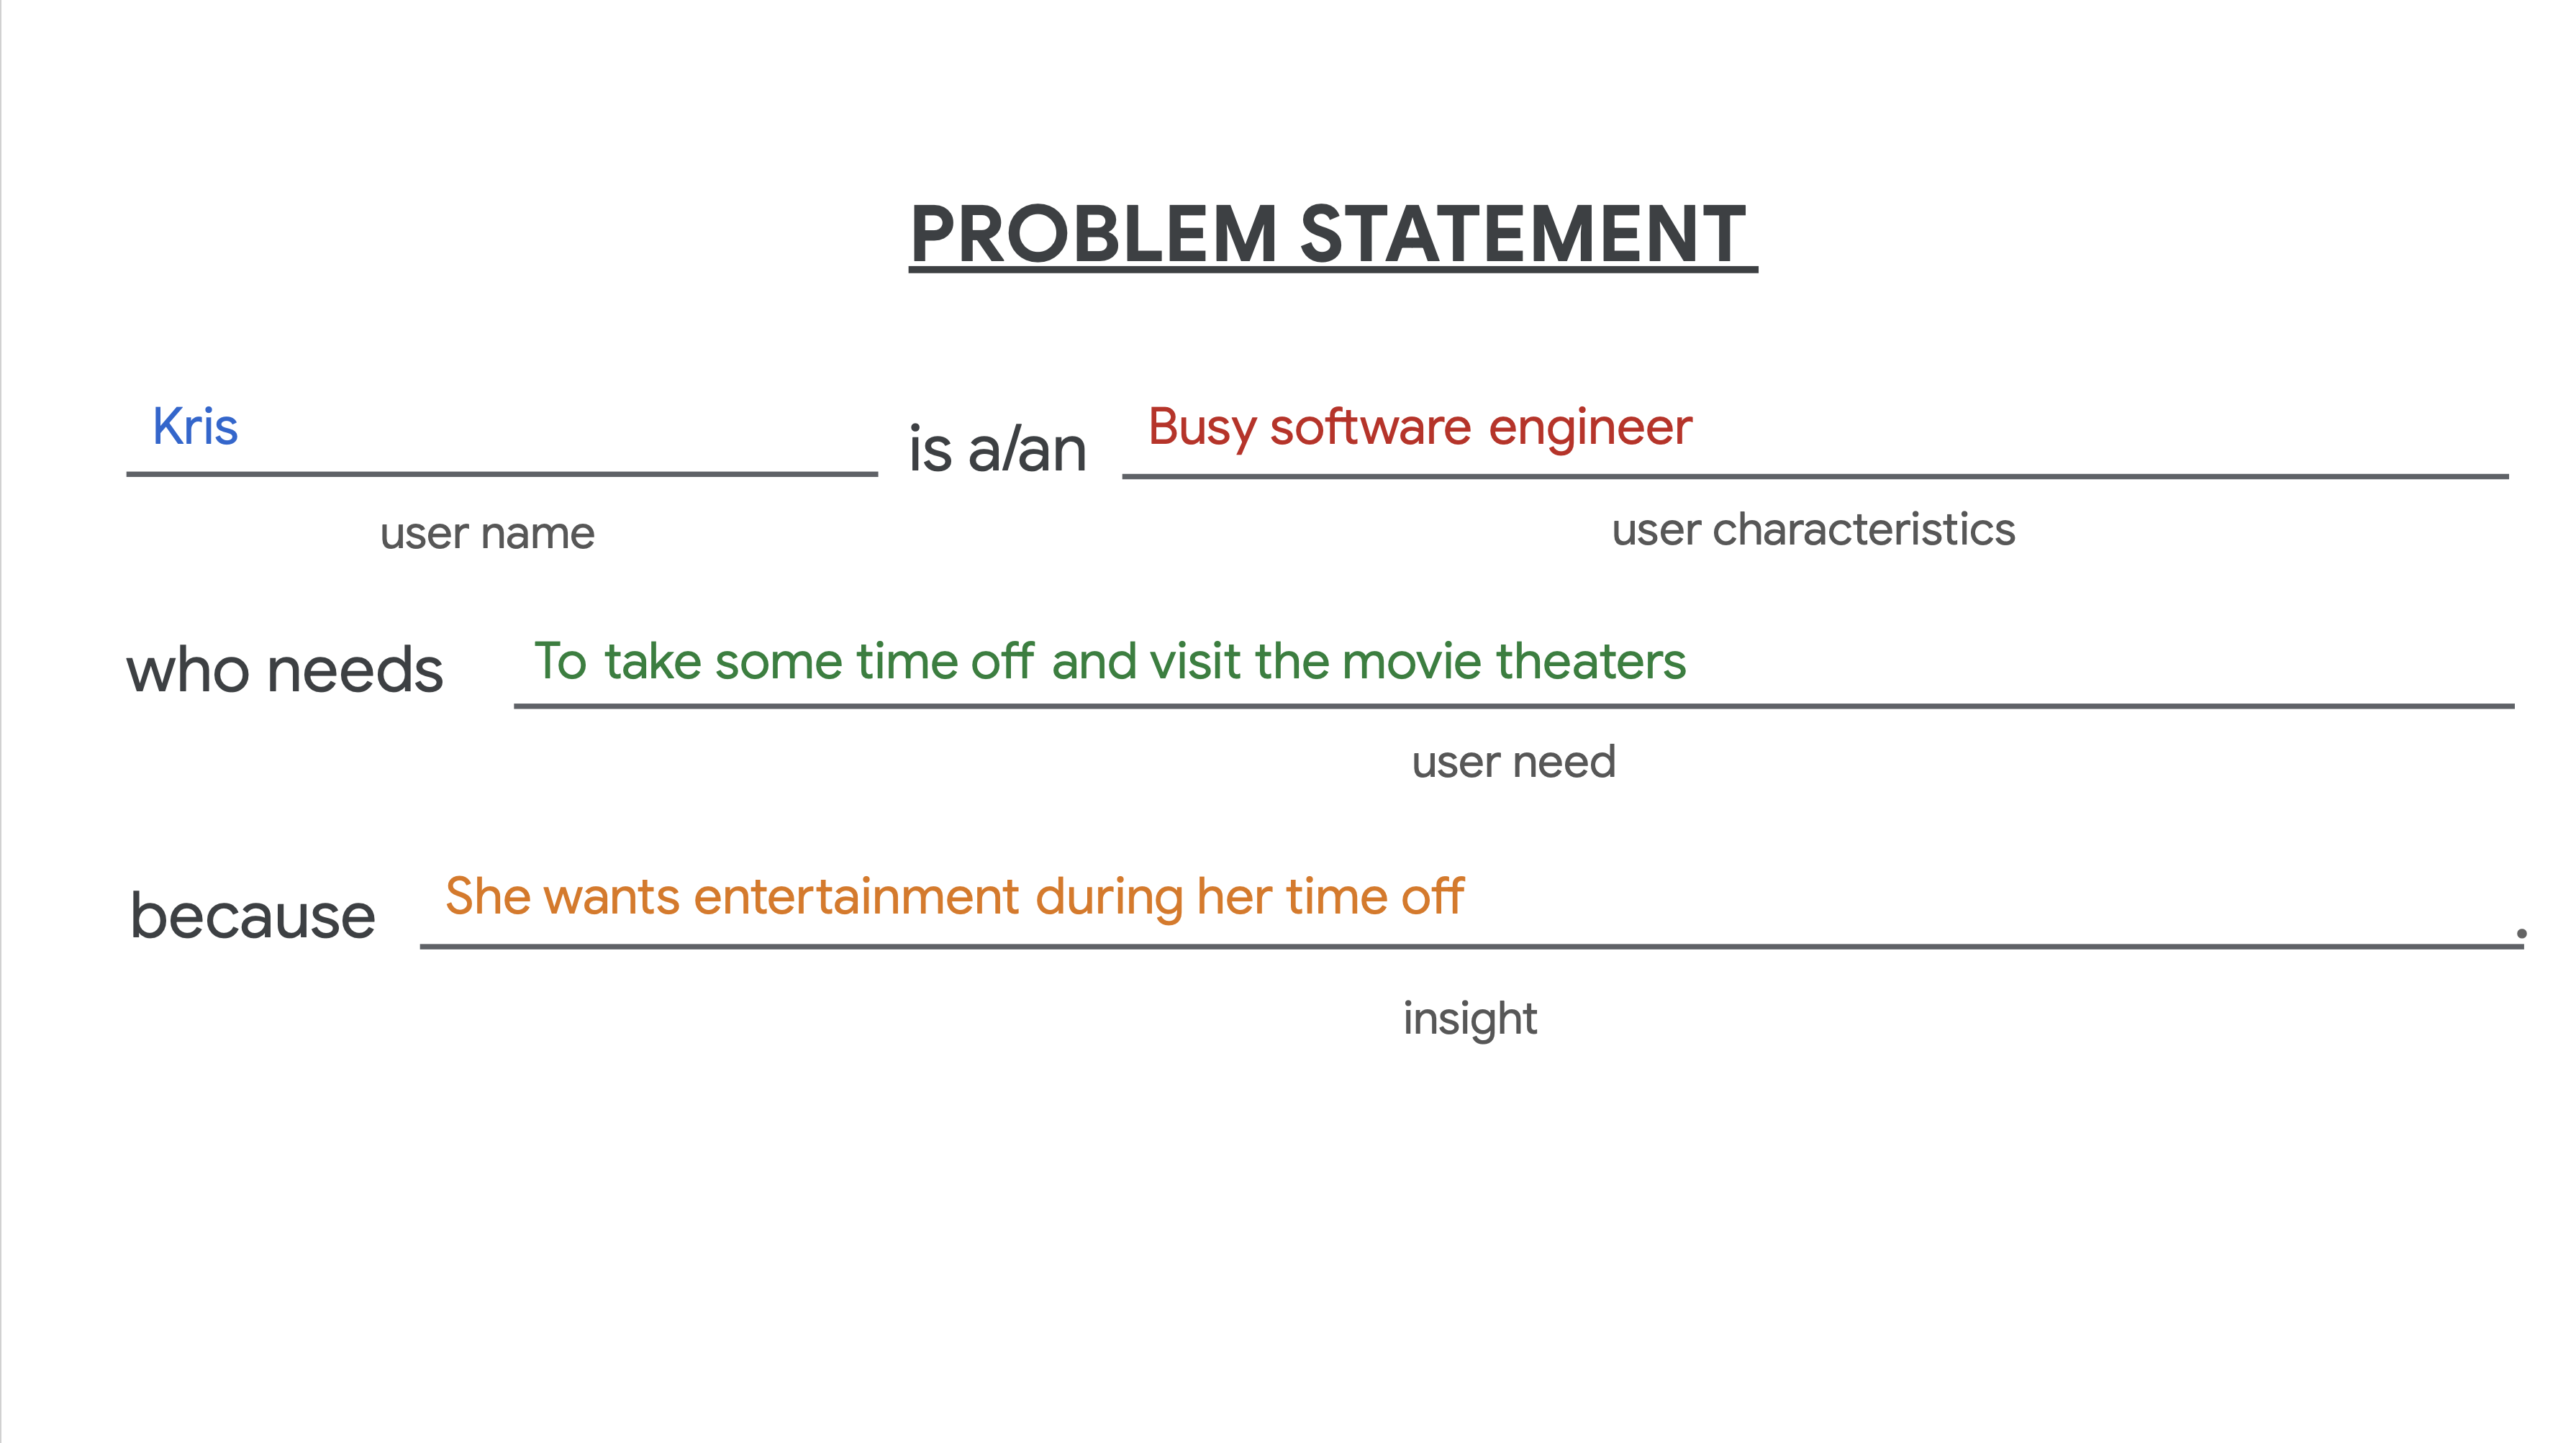 PROBLEM STATEMENT
Kris is a/an Busy software engineer
user name user characteristics
who needs To take some time off and visit the movie theaters
user need
because She wants entertainment during her time off .
insight